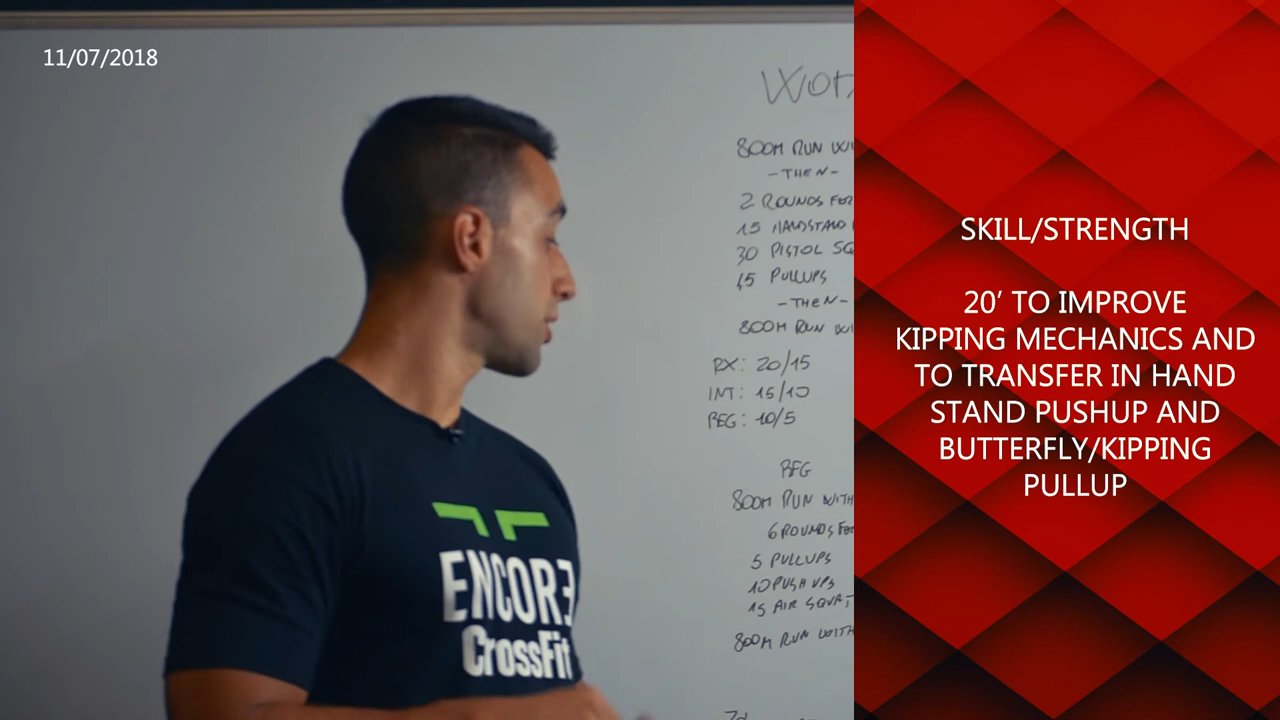 11/07/2018
800M RUN
-THEN-
2 ROUNDS FOR
15 HANDSTAND
30 PISTOL
15 PULLUPS
-THEN-
800M RUN
RX: 20/15
INT: 15/10
BEG: 10/5
BEG
800M RUN WITH
6 ROUNDS FOR
5 PULLUPS
10 PUSH UPS
15 AIR SQUAT
800M RUN WITH
ENCORE
CrossFit
SKILL/STRENGTH
20' TO IMPROVE
KIPPING MECHANICS AND
TO TRANSFER IN HAND
STAND PUSHUP AND
BUTTERFLY/KIPPING
PULLUP